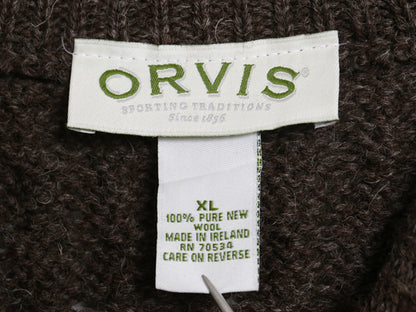 ORVIS®
SPORTING TRADITIONS
Since 1856
XL
100% PURE NEW
WOOL
MADE IN IRELAND
RN 70534
CARE ON REVERSE